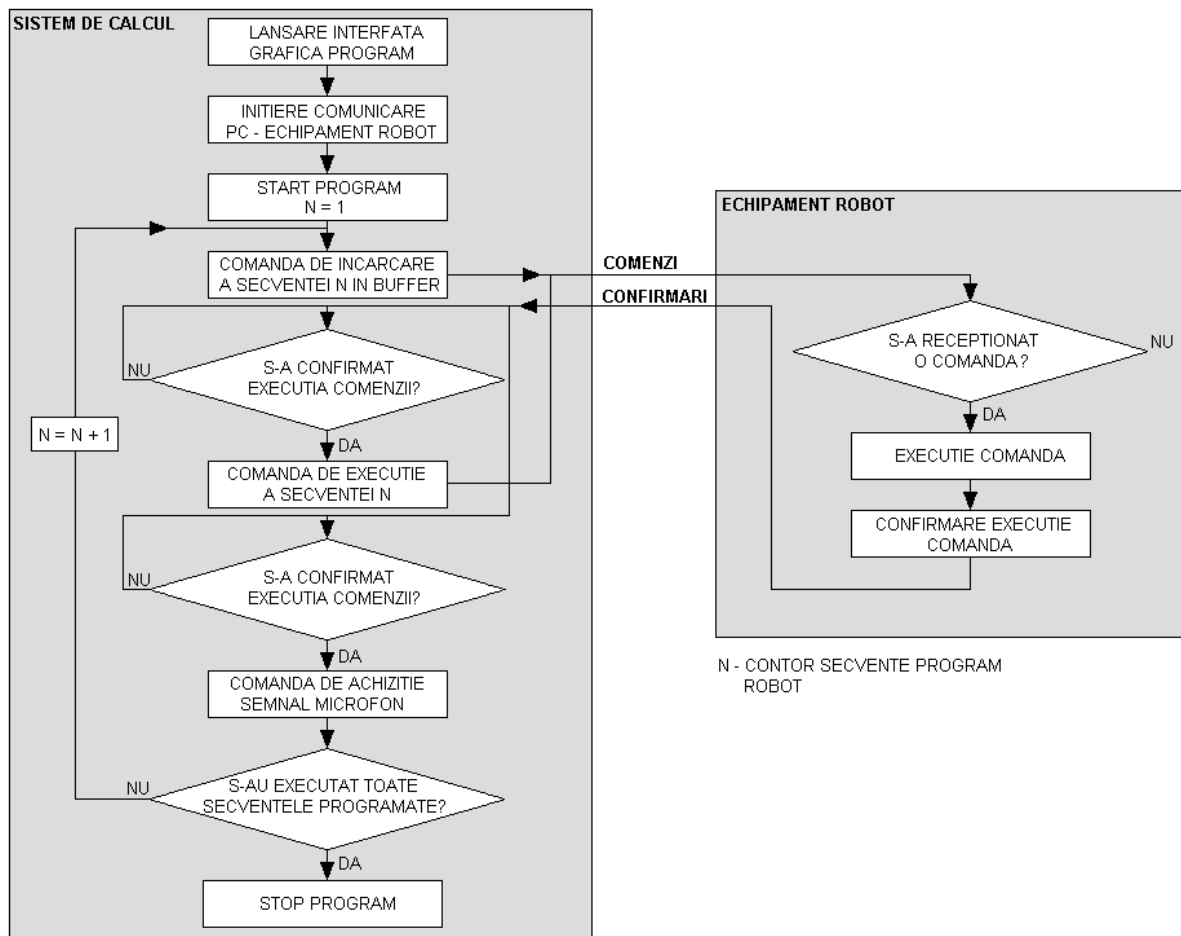 SISTEM DE CALCUL
LANSARE INTERFATA
GRAFICA PROGRAM
INITIERE COMUNICARE
PC - ECHIPAMENT ROBOT
START PROGRAM
N = 1
COMANDA DE INCARCARE
A SECVENTEI N IN BUFFER
S-A CONFIRMAT
EXECUTIA COMENZII?
NU
DA
N = N + 1
COMANDA DE EXECUTIE
A SECVENTEI N
S-A CONFIRMAT
EXECUTIA COMENZII?
NU
DA
COMANDA DE ACHIZITIE
SEMNAL MICROFON
S-AU EXECUTAT TOATE
SECVENTELE PROGRAMATE?
NU
DA
STOP PROGRAM
COMENZI
CONFIRMARI
ECHIPAMENT ROBOT
S-A RECEPTIONAT
O COMANDA?
NU
DA
EXECUTIE COMANDA
CONFIRMARE EXECUTIE
COMANDA
N - CONTOR SECVENTE PROGRAM
ROBOT